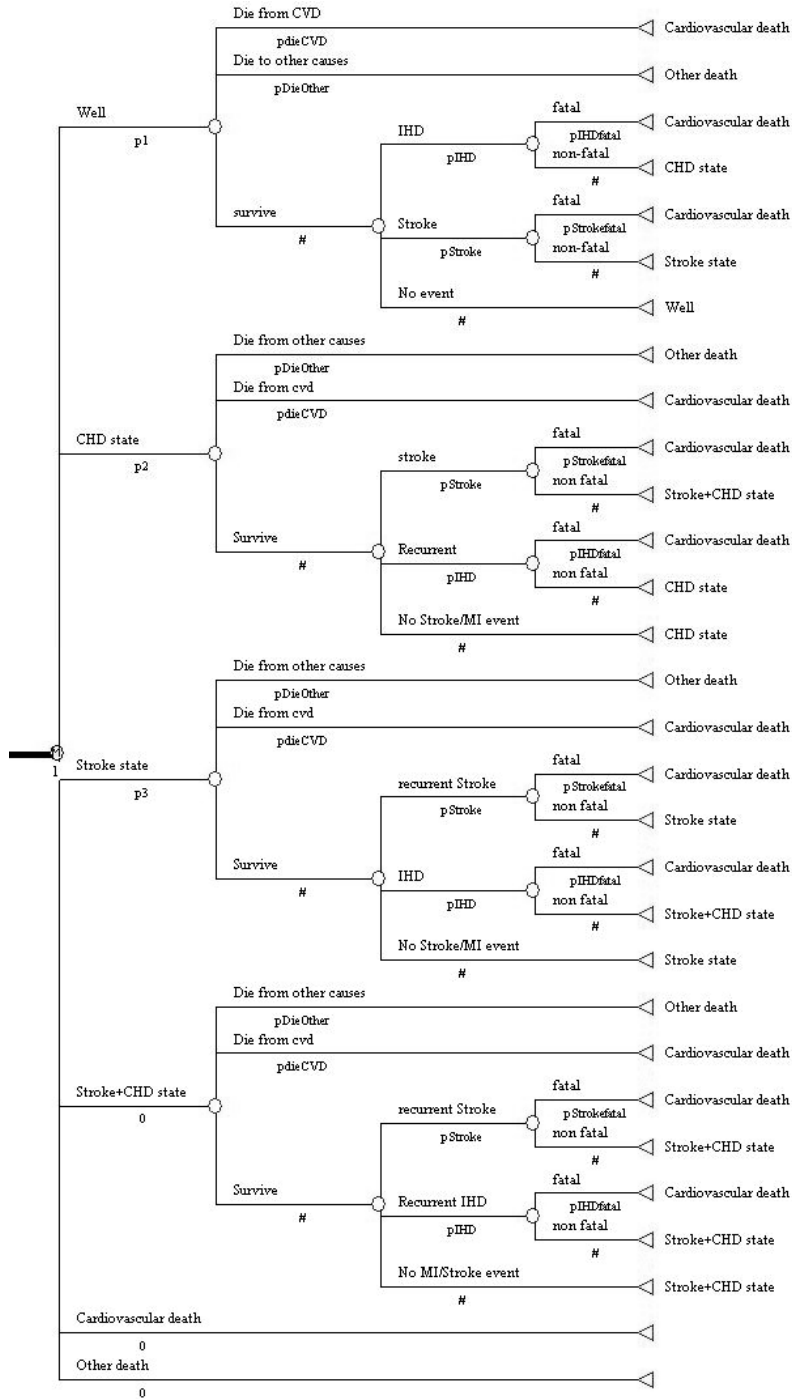 Die from CVD
pdieCVD
Cardiovascular death
Die to other causes
pDieOther
Other death
Well
p1
fatal
Cardiovascular death
IHD
pIHDfatal
pIHD
non-fatal
#
CHD state
survive
#
fatal
Cardiovascular death
Stroke
pStrokefatal
pStroke
non-fatal
#
Stroke state
No event
#
Well
Die from other causes
pDieOther
Other death
Die from cvd
pdieCVD
Cardiovascular death
CHD state
p2
fatal
Cardiovascular death
stroke
pStrokefatal
pStroke
non fatal
#
Stroke+CHD state
Survive
#
fatal
Cardiovascular death
Recurrent
pIHDfatal
pIHD
non fatal
#
CHD state
No Stroke/MI event
#
CHD state
Die from other causes
pDieOther
Other death
Die from cvd
pdieCVD
Cardiovascular death
M
1
Stroke state
p3
fatal
Cardiovascular death
recurrent Stroke
pStrokefatal
pStroke
non fatal
#
Stroke state
Survive
#
fatal
Cardiovascular death
IHD
pIHDfatal
pIHD
non fatal
#
Stroke+CHD state
No Stroke/MI event
#
Stroke state
Die from other causes
pDieOther
Other death
Die from cvd
pdieCVD
Cardiovascular death
Stroke+CHD state
0
fatal
Cardiovascular death
recurrent Stroke
pStrokefatal
pStroke
non fatal
#
Stroke+CHD state
Survive
#
fatal
Cardiovascular death
Recurrent IHD
pIHDfatal
pIHD
non fatal
#
Stroke+CHD state
No MI/Stroke event
#
Stroke+CHD state
Cardiovascular death
0
Other death
0